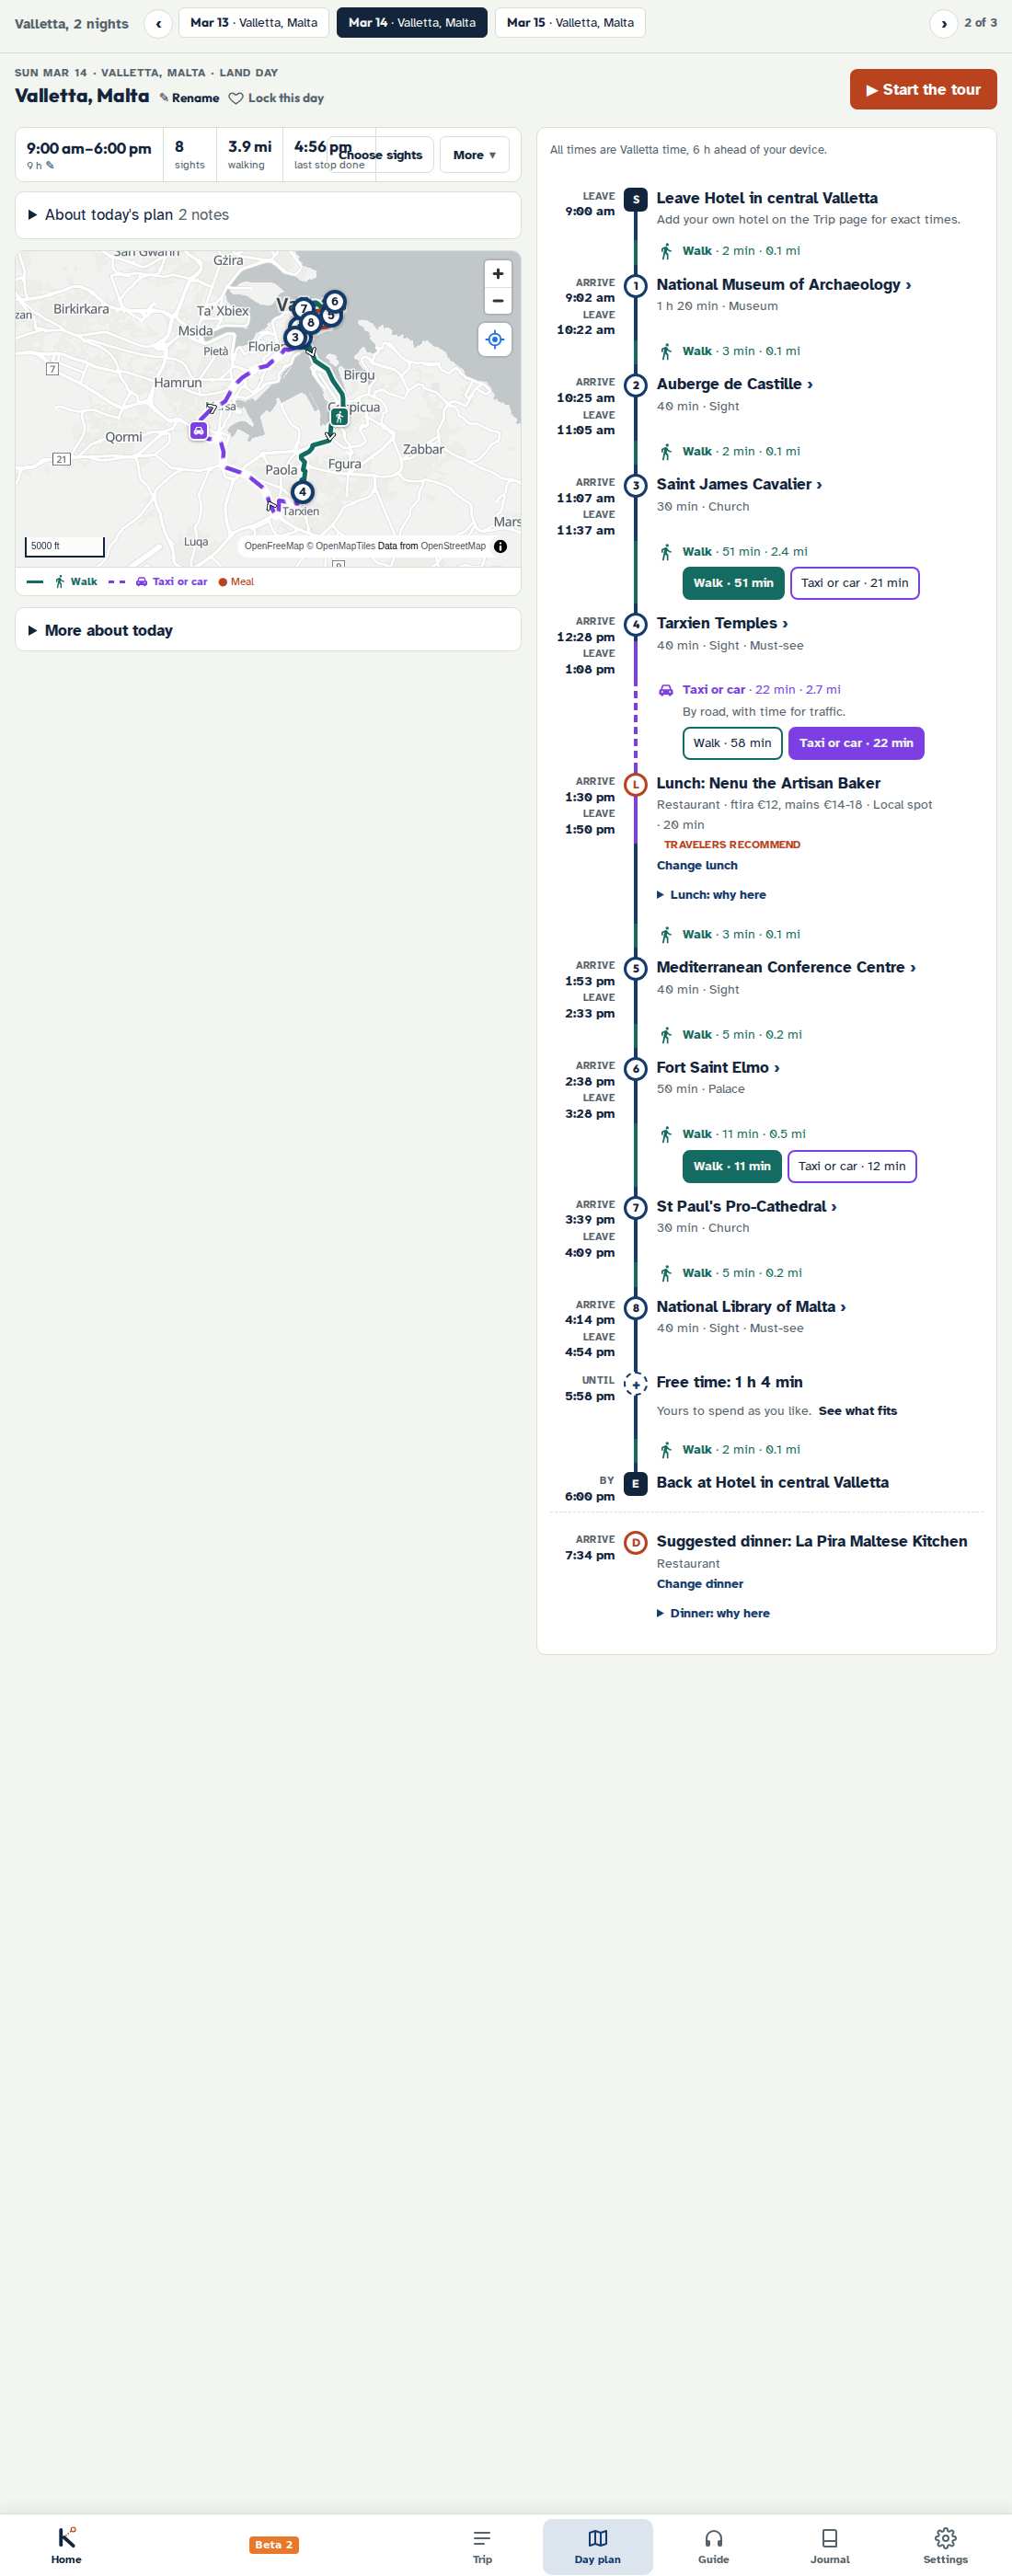 Valletta, 2 nights
‹
Mar 13 · Valletta, Malta
Mar 14 · Valletta, Malta
Mar 15 · Valletta, Malta
›
2 of 3
SUN MAR 14 · VALLETTA, MALTA · LAND DAY
Valletta, Malta
✎ Rename
Lock this day
▶ Start the tour
9:00 am–6:00 pm
9 h ✎
8
sights
3.9 mi
walking
4:56 pm
last stop done
Choose sights
More ▼
▶ About today's plan 2 notes
San Gwann
Gżira
Birkirkara
Ta' Xbiex
Msida
Pietà
Birgu
Hamrun
Qormi
Zabbar
Paola
Fgura
Tarxien
Luqa
7
21
7
6
5
8
3
4
+
−
5000 ft
OpenFreeMap © OpenMapTiles Data from OpenStreetMap
Walk
Taxi or car
Meal
▶ More about today
All times are Valletta time, 6 h ahead of your device.
LEAVE
9:00 am
S
Leave Hotel in central Valletta
Add your own hotel on the Trip page for exact times.
Walk · 2 min · 0.1 mi
ARRIVE
9:02 am
LEAVE
10:22 am
1
National Museum of Archaeology ›
1 h 20 min · Museum
Walk · 3 min · 0.1 mi
ARRIVE
10:25 am
LEAVE
11:05 am
2
Auberge de Castille ›
40 min · Sight
Walk · 2 min · 0.1 mi
ARRIVE
11:07 am
LEAVE
11:37 am
3
Saint James Cavalier ›
30 min · Church
Walk · 51 min · 2.4 mi
Walk · 51 min
Taxi or car · 21 min
ARRIVE
12:28 pm
LEAVE
1:08 pm
4
Tarxien Temples ›
40 min · Sight · Must-see
Taxi or car · 22 min · 2.7 mi
By road, with time for traffic.
Walk · 58 min
Taxi or car · 22 min
ARRIVE
1:30 pm
LEAVE
1:50 pm
L
Lunch: Nenu the Artisan Baker
Restaurant · ftira €12, mains €14-18 · Local spot
· 20 min
TRAVELERS RECOMMEND
Change lunch
▶ Lunch: why here
Walk · 3 min · 0.1 mi
ARRIVE
1:53 pm
LEAVE
2:33 pm
5
Mediterranean Conference Centre ›
40 min · Sight
Walk · 5 min · 0.2 mi
ARRIVE
2:38 pm
LEAVE
3:28 pm
6
Fort Saint Elmo ›
50 min · Palace
Walk · 11 min · 0.5 mi
Walk · 11 min
Taxi or car · 12 min
ARRIVE
3:39 pm
LEAVE
4:09 pm
7
St Paul's Pro-Cathedral ›
30 min · Church
Walk · 5 min · 0.2 mi
ARRIVE
4:14 pm
LEAVE
4:54 pm
8
National Library of Malta ›
40 min · Sight · Must-see
UNTIL
5:58 pm
+
Free time: 1 h 4 min
Yours to spend as you like. See what fits
Walk · 2 min · 0.1 mi
BY
6:00 pm
E
Back at Hotel in central Valletta
ARRIVE
7:34 pm
D
Suggested dinner: La Pira Maltese Kitchen
Restaurant
Change dinner
▶ Dinner: why here
Home
Beta 2
Trip
Day plan
Guide
Journal
Settings